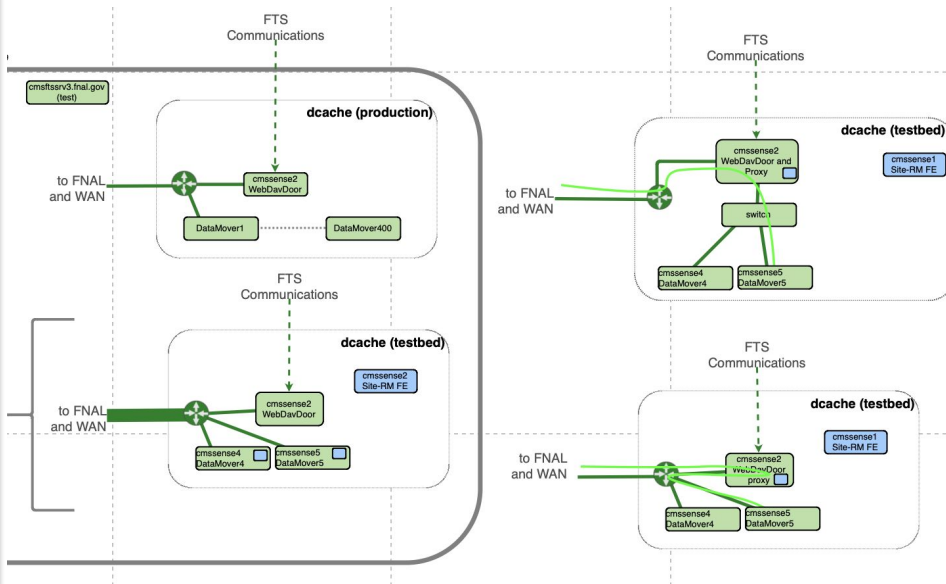 FTS
Communications
cmsftssrv3.fnal.gov
(test)
dcache (production)
cmssense2
WebDavDoor
to FNAL
and WAN
DataMover1
DataMover400
FTS
Communications
dcache (testbed)
cmssense2
Site-RM FE
cmssense2
WebDavDoor
to FNAL
and WAN
cmssense4
DataMover4
cmssense5
DataMover5
FTS
Communications
dcache (testbed)
cmssense2
WebDavDoor and
Proxy
cmssense1
Site-RM FE
to FNAL
and WAN
switch
cmssense4
DataMover4
cmssense5
DataMover5
FTS
Communications
dcache (testbed)
cmssense1
Site-RM FE
cmssense2
WebDavDoor
proxy
to FNAL
and WAN
cmssense4
DataMover4
cmssense5
DataMover5